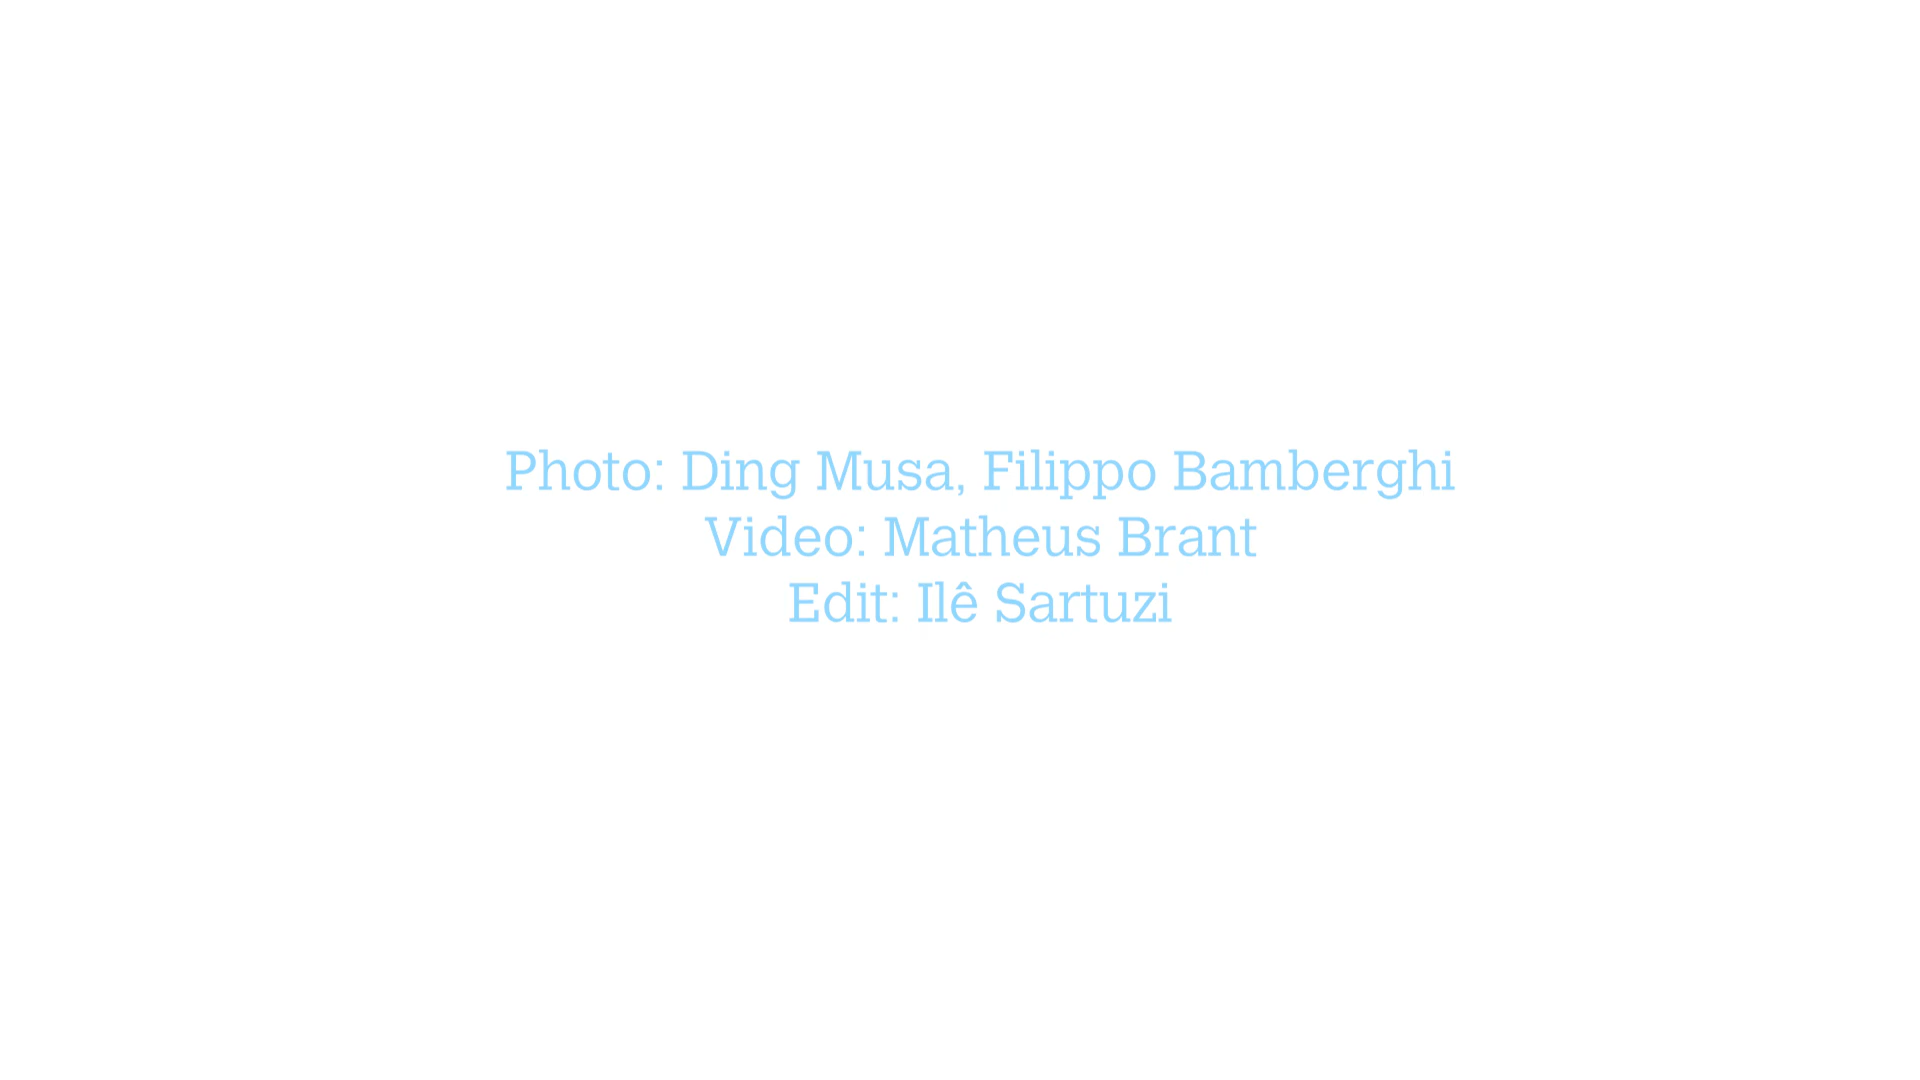 Photo: Ding Musa, Filippo Bamberghi
Video: Matheus Brant
Edit: Ilê Sartuzi